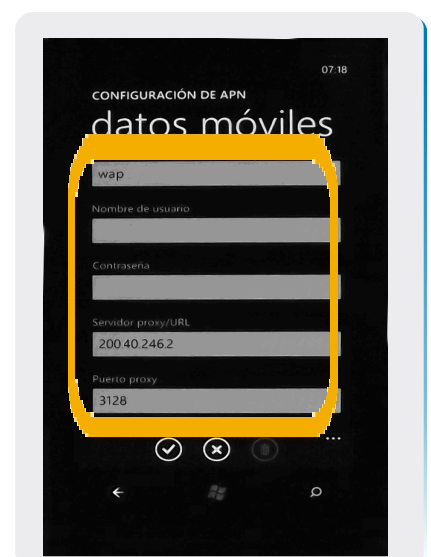 07:18
CONFIGURACIÓN DE APN
datos móviles
wap
Nombre de usuario
Contraseña
Servidor proxy/URL
200.40.246.2
Puerto proxy
3128
...